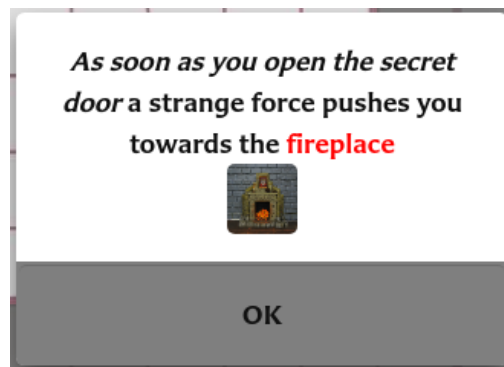 As soon as you open the secret
door a strange force pushes you
towards the fireplace
OK